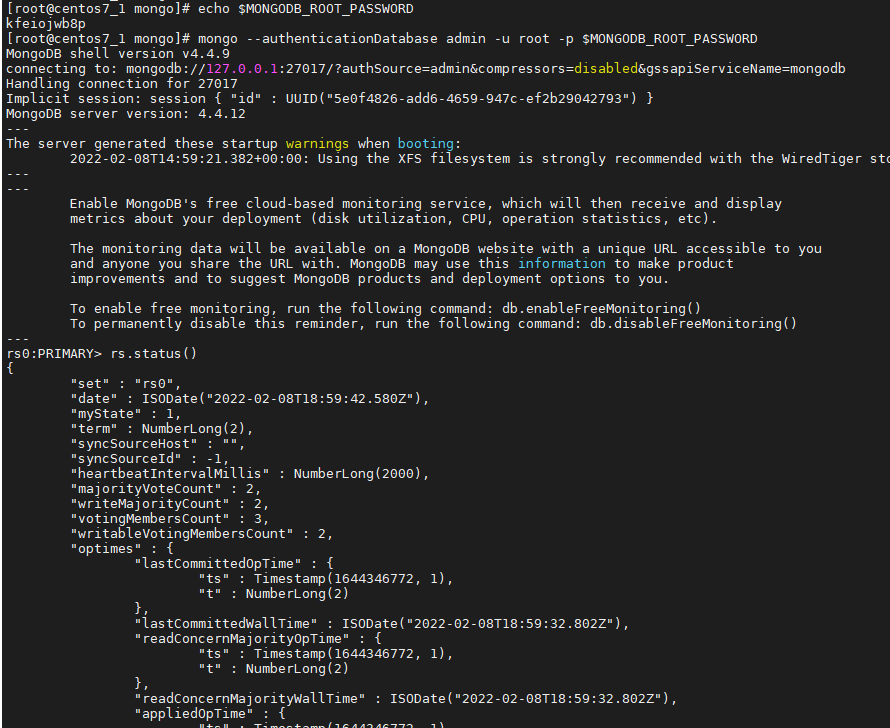 [root@centos7_1 mongo]# echo $MONGODB_ROOT_PASSWORD
kfeiojwb8p
[root@centos7_1 mongo]# mongo --authenticationDatabase admin -u root -p $MONGODB_ROOT_PASSWORD
MongoDB shell version v4.4.9
connecting to: mongodb://127.0.0.1:27017/?authSource=admin&compressors=disabled&gssapiServiceName=mongodb
Handling connection for 27017
Implicit session: session { "id" : UUID("5e0f4826-add6-4659-947c-ef2b29042793") }
MongoDB server version: 4.4.12
---
The server generated these startup warnings when booting:
        2022-02-08T14:59:21.382+00:00: Using the XFS filesystem is strongly recommended with the WiredTiger sto
---
---
        Enable MongoDB's free cloud-based monitoring service, which will then receive and display
        metrics about your deployment (disk utilization, CPU, operation statistics, etc).

        The monitoring data will be available on a MongoDB website with a unique URL accessible to you
        and anyone you share the URL with. MongoDB may use this information to make product
        improvements and to suggest MongoDB products and deployment options to you.

        To enable free monitoring, run the following command: db.enableFreeMonitoring()
        To permanently disable this reminder, run the following command: db.disableFreeMonitoring()
---
rs0:PRIMARY> rs.status()
{
        "set" : "rs0",
        "date" : ISODate("2022-02-08T18:59:42.580Z"),
        "myState" : 1,
        "term" : NumberLong(2),
        "syncSourceHost" : "",
        "syncSourceId" : -1,
        "heartbeatIntervalMillis" : NumberLong(2000),
        "majorityVoteCount" : 2,
        "writeMajorityCount" : 2,
        "votingMembersCount" : 3,
        "writableVotingMembersCount" : 2,
        "optimes" : {
                "lastCommittedOpTime" : {
                        "ts" : Timestamp(1644346772, 1),
                        "t" : NumberLong(2)
                },
                "lastCommittedWallTime" : ISODate("2022-02-08T18:59:32.802Z"),
                "readConcernMajorityOpTime" : {
                        "ts" : Timestamp(1644346772, 1),
                        "t" : NumberLong(2)
                },
                "readConcernMajorityWallTime" : ISODate("2022-02-08T18:59:32.802Z"),
                "appliedOpTime" : {
                        "ts" : Timestamp(1644346772, 1),